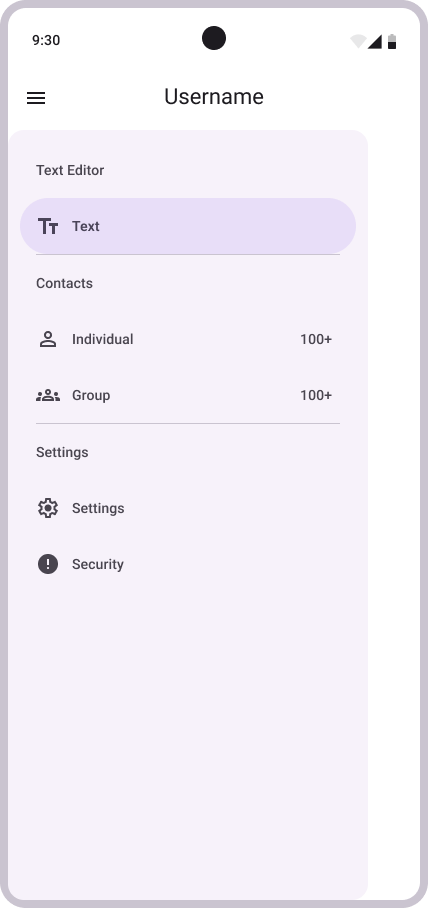 9:30
Username
Text Editor
Text
Contacts
Individual 100+
Group 100+
Settings
Settings
Security